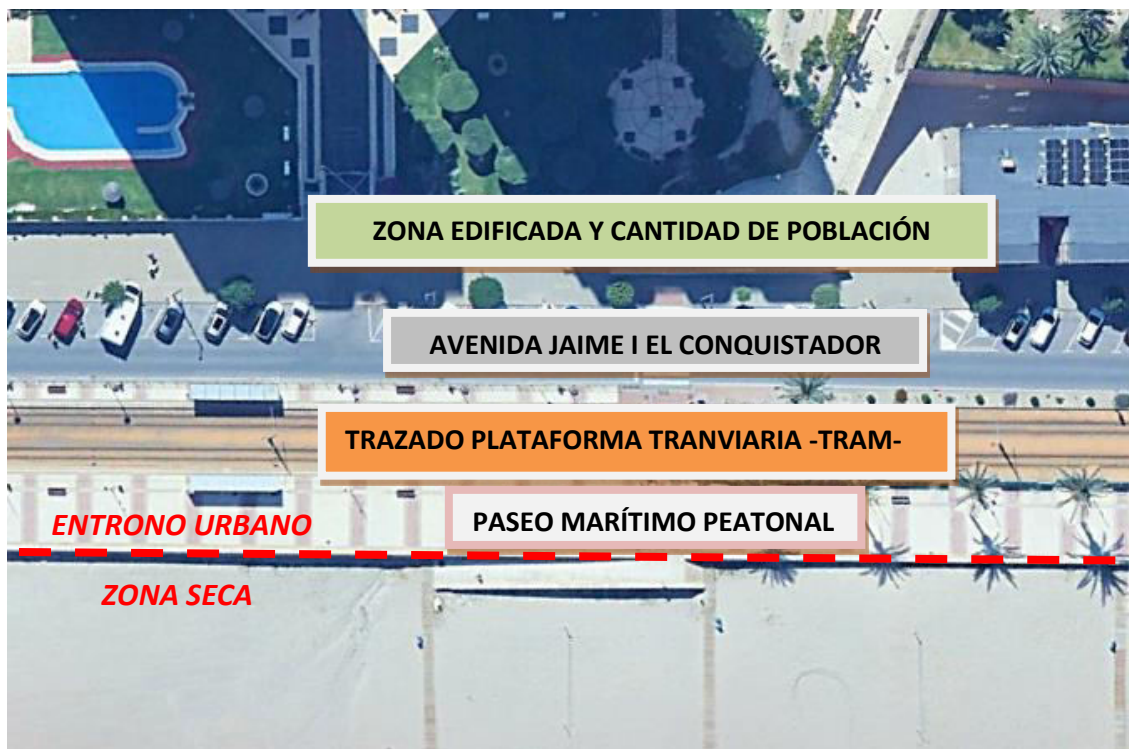 ZONA EDIFICADA Y CANTIDAD DE POBLACIÓN
AVENIDA JAIME I EL CONQUISTADOR
TRAZADO PLATAFORMA TRANVIARIA -TRAM-
PASEO MARÍTIMO PEATONAL
ENTRONO URBANO
ZONA SECA